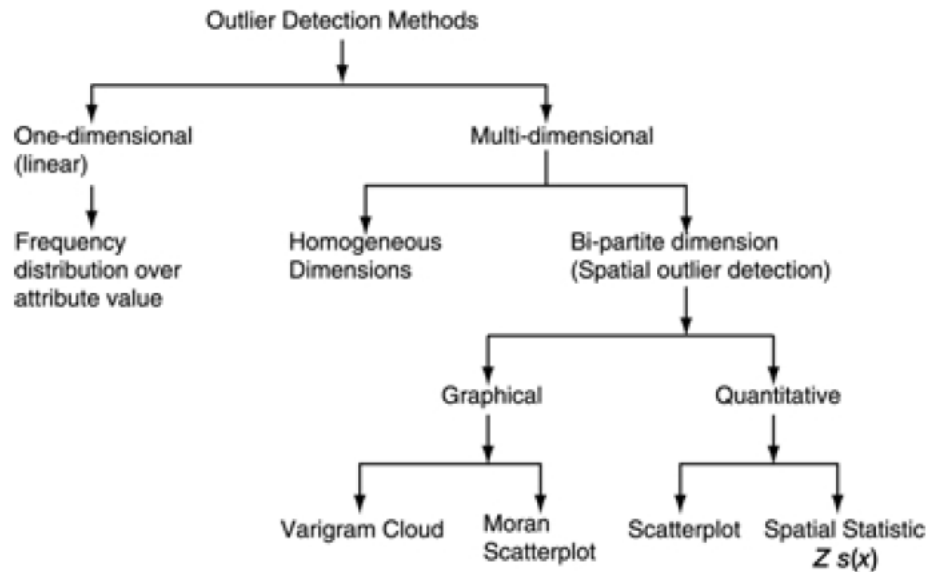 Outlier Detection Methods
One-dimensional
(linear)
Multi-dimensional
Frequency
distribution over
attribute value
Homogeneous
Dimensions
Bi-partite dimension
(Spatial outlier detection)
Graphical
Quantitative
Varigram Cloud
Moran
Scatterplot
Scatterplot
Spatial Statistic
Z s(x)